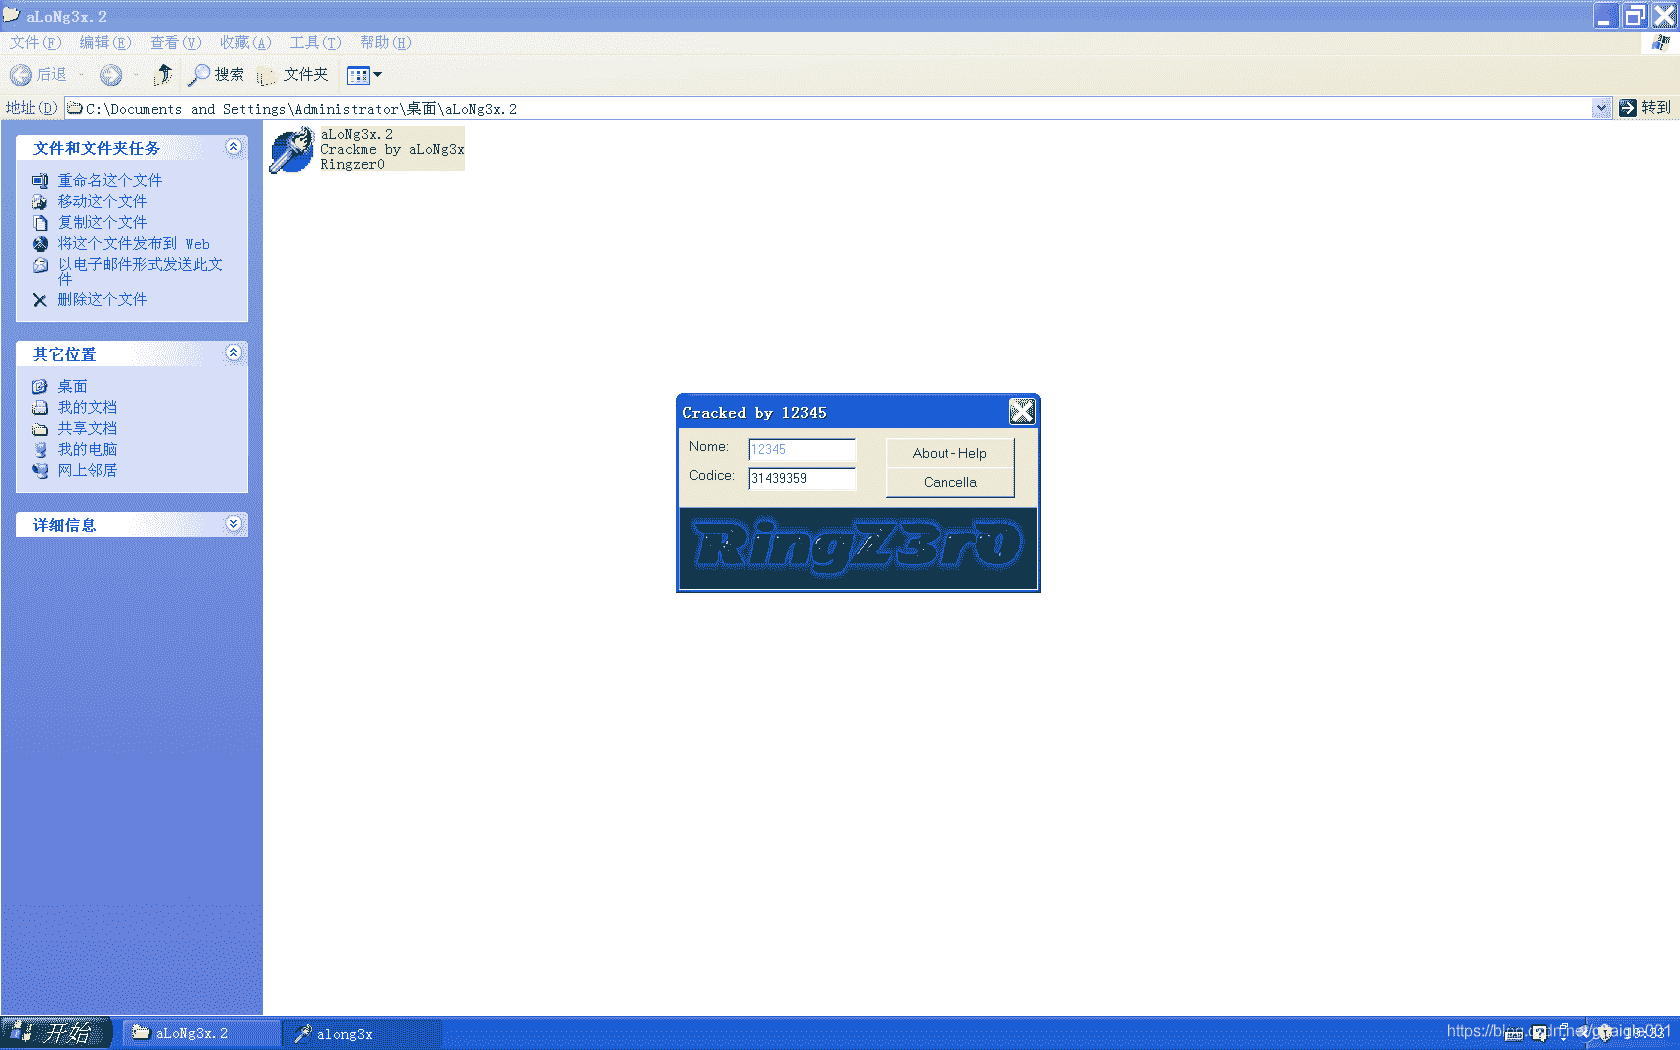 aLoNg3x.2
文件(F) 编辑(E) 查看(V) 收藏(A) 工具(T) 帮助(H)
后退 搜索 文件夹
地址(D) C:\Documents and Settings\Administrator\桌面\aLoNg3x.2 转到
文件和文件夹任务
重命名这个文件
移动这个文件
复制这个文件
将这个文件发布到 Web
以电子邮件形式发送此文
件
删除这个文件
其它位置
桌面
我的文档
共享文档
我的电脑
网上邻居
详细信息
aLoNg3x.2
Crackme by aLoNg3x
Ringzer0
Cracked by 12345
Nome: 12345
Codice: 31439359
About-Help
Cancella
RingZ3r0
开始 aLoNg3x.2 along3x